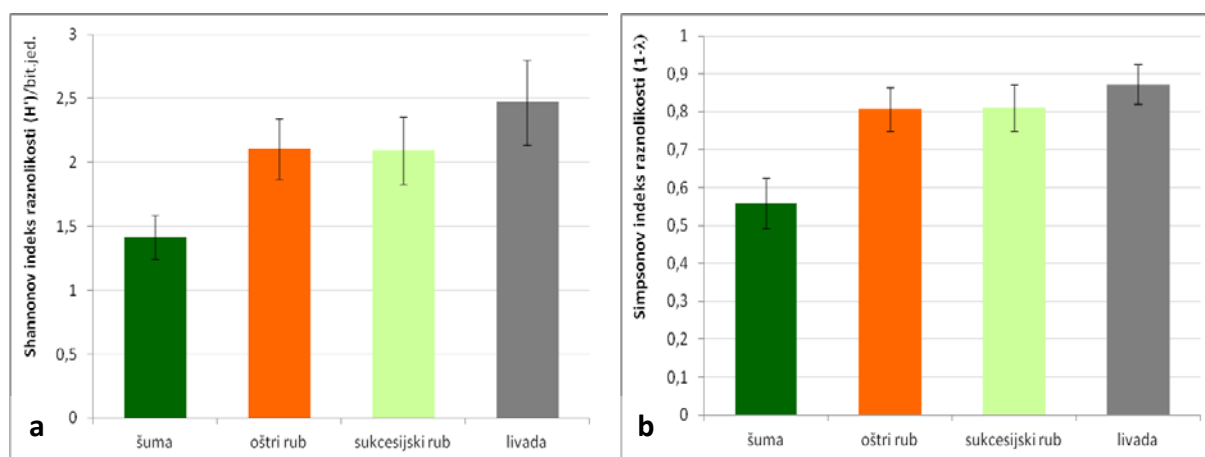 Shannonov indeks raznolikosti (H')/bit.jed.
3
2,5
2
1,5
1
0,5
0
šuma
oštri rub
sukcesijski rub
livada
a
Simpsonov indeks raznolikosti (1-λ)
1
0,9
0,8
0,7
0,6
0,5
0,4
0,3
0,2
0,1
0
šuma
oštri rub
sukcesijski rub
livada
b